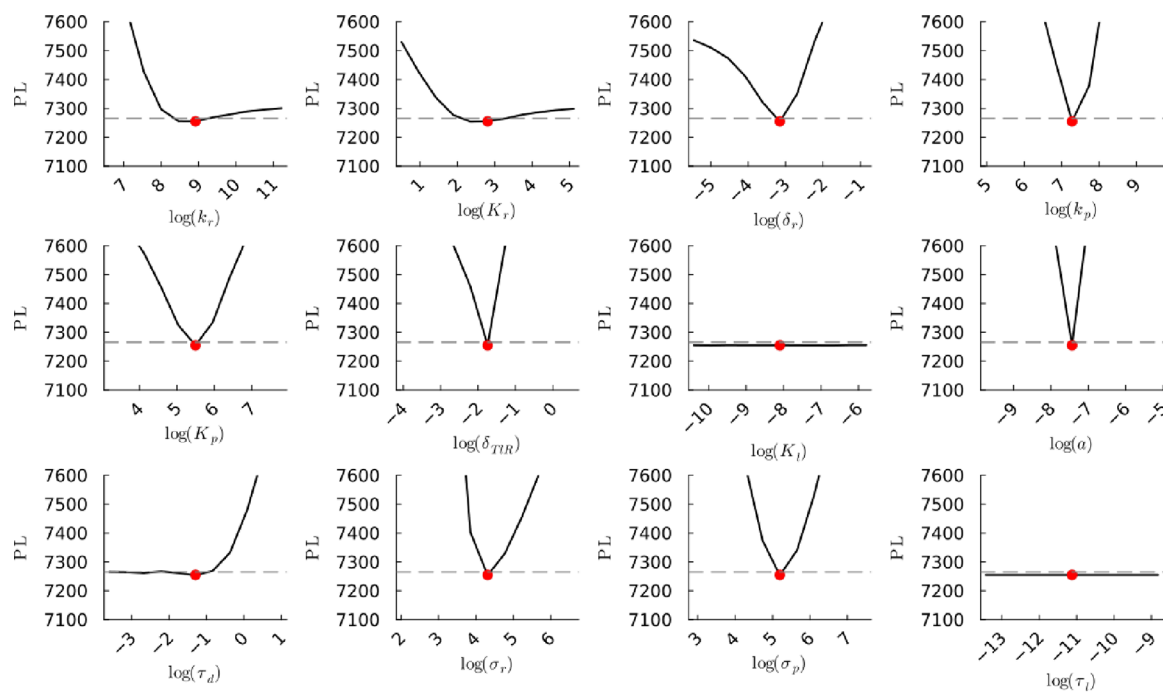 7600 7600 7600 7600
7500 7500 7500 7500
7400 7400 7400 7400
PL PL PL PL
7300 7300 7300 7300
7200 7200 7200 7200
7100 7100 7100 7100
7 8 9 10 11 1 2 3 4 5 −5 −4 −3 −2 −1 5 6 7 8 9
log(k_r) log(K_r) log(δ_r) log(k_p)
7600 7600 7600 7600
7500 7500 7500 7500
7400 7400 7400 7400
PL PL PL PL
7300 7300 7300 7300
7200 7200 7200 7200
7100 7100 7100 7100
4 5 6 7 −4 −3 −2 −1 0 −10 −9 −8 −7 −6 −9 −8 −7 −6 −5
log(K_p) log(δ_{TlR}) log(K_l) log(a)
7600 7600 7600 7600
7500 7500 7500 7500
7400 7400 7400 7400
PL PL PL PL
7300 7300 7300 7300
7200 7200 7200 7200
7100 7100 7100 7100
−3 −2 −1 0 1 2 3 4 5 6 3 4 5 6 7 −13 −12 −11 −10 −9
log(τ_d) log(σ_r) log(σ_p) log(τ_l)